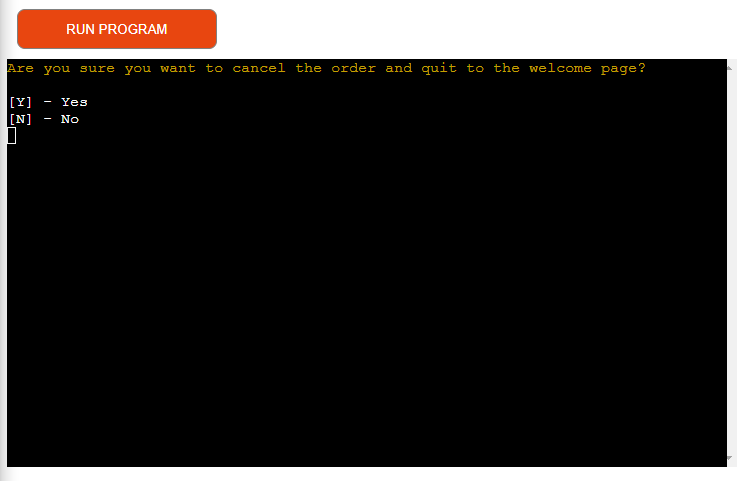 RUN PROGRAM
Are you sure you want to cancel the order and quit to the welcome page?
[Y] - Yes
[N] - No